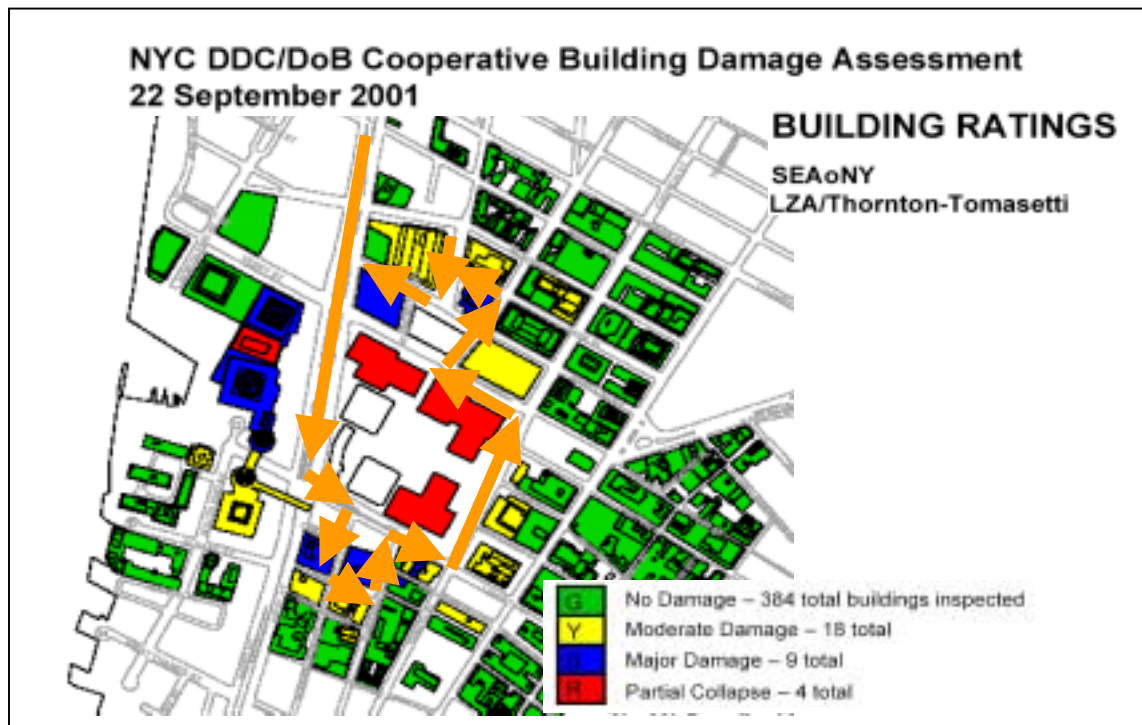 NYC DDC/DoB Cooperative Building Damage Assessment
22 September 2001
BUILDING RATINGS
SEAoNY
LZA/Thornton-Tomasetti
G No Damage – 384 total buildings inspected
Y Moderate Damage – 18 total
Major Damage – 9 total
R Partial Collapse – 4 total